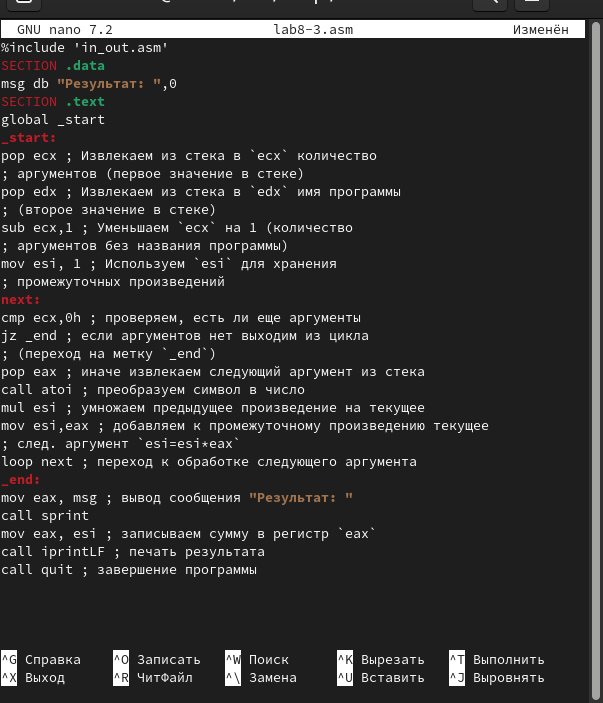 GNU nano 7.2 lab8-3.asm Изменён
%include 'in_out.asm'
SECTION .data
msg db "Результат: ",0
SECTION .text
global _start
_start:
pop ecx ; Извлекаем из стека в `ecx` количество
; аргументов (первое значение в стеке)
pop edx ; Извлекаем из стека в `edx` имя программы
; (второе значение в стеке)
sub ecx,1 ; Уменьшаем `ecx` на 1 (количество
; аргументов без названия программы)
mov esi, 1 ; Используем `esi` для хранения
; промежуточных произведений
next:
cmp ecx,0h ; проверяем, есть ли еще аргументы
jz _end ; если аргументов нет выходим из цикла
; (переход на метку `_end`)
pop eax ; иначе извлекаем следующий аргумент из стека
call atoi ; преобразуем символ в число
mul esi ; умножаем предыдущее произведение на текущее
mov esi,eax ; добавляем к промежуточному произведению текущее
; след. аргумент `esi=esi*eax`
loop next ; переход к обработке следующего аргумента
_end:
mov eax, msg ; вывод сообщения "Результат: "
call sprint
mov eax, esi ; записываем сумму в регистр `eax`
call iprintLF ; печать результата
call quit ; завершение программы
^G Справка ^O Записать ^W Поиск ^K Вырезать ^T Выполнить
^X Выход ^R ЧитФайл ^\ Замена ^U Вставить ^J Выровнять